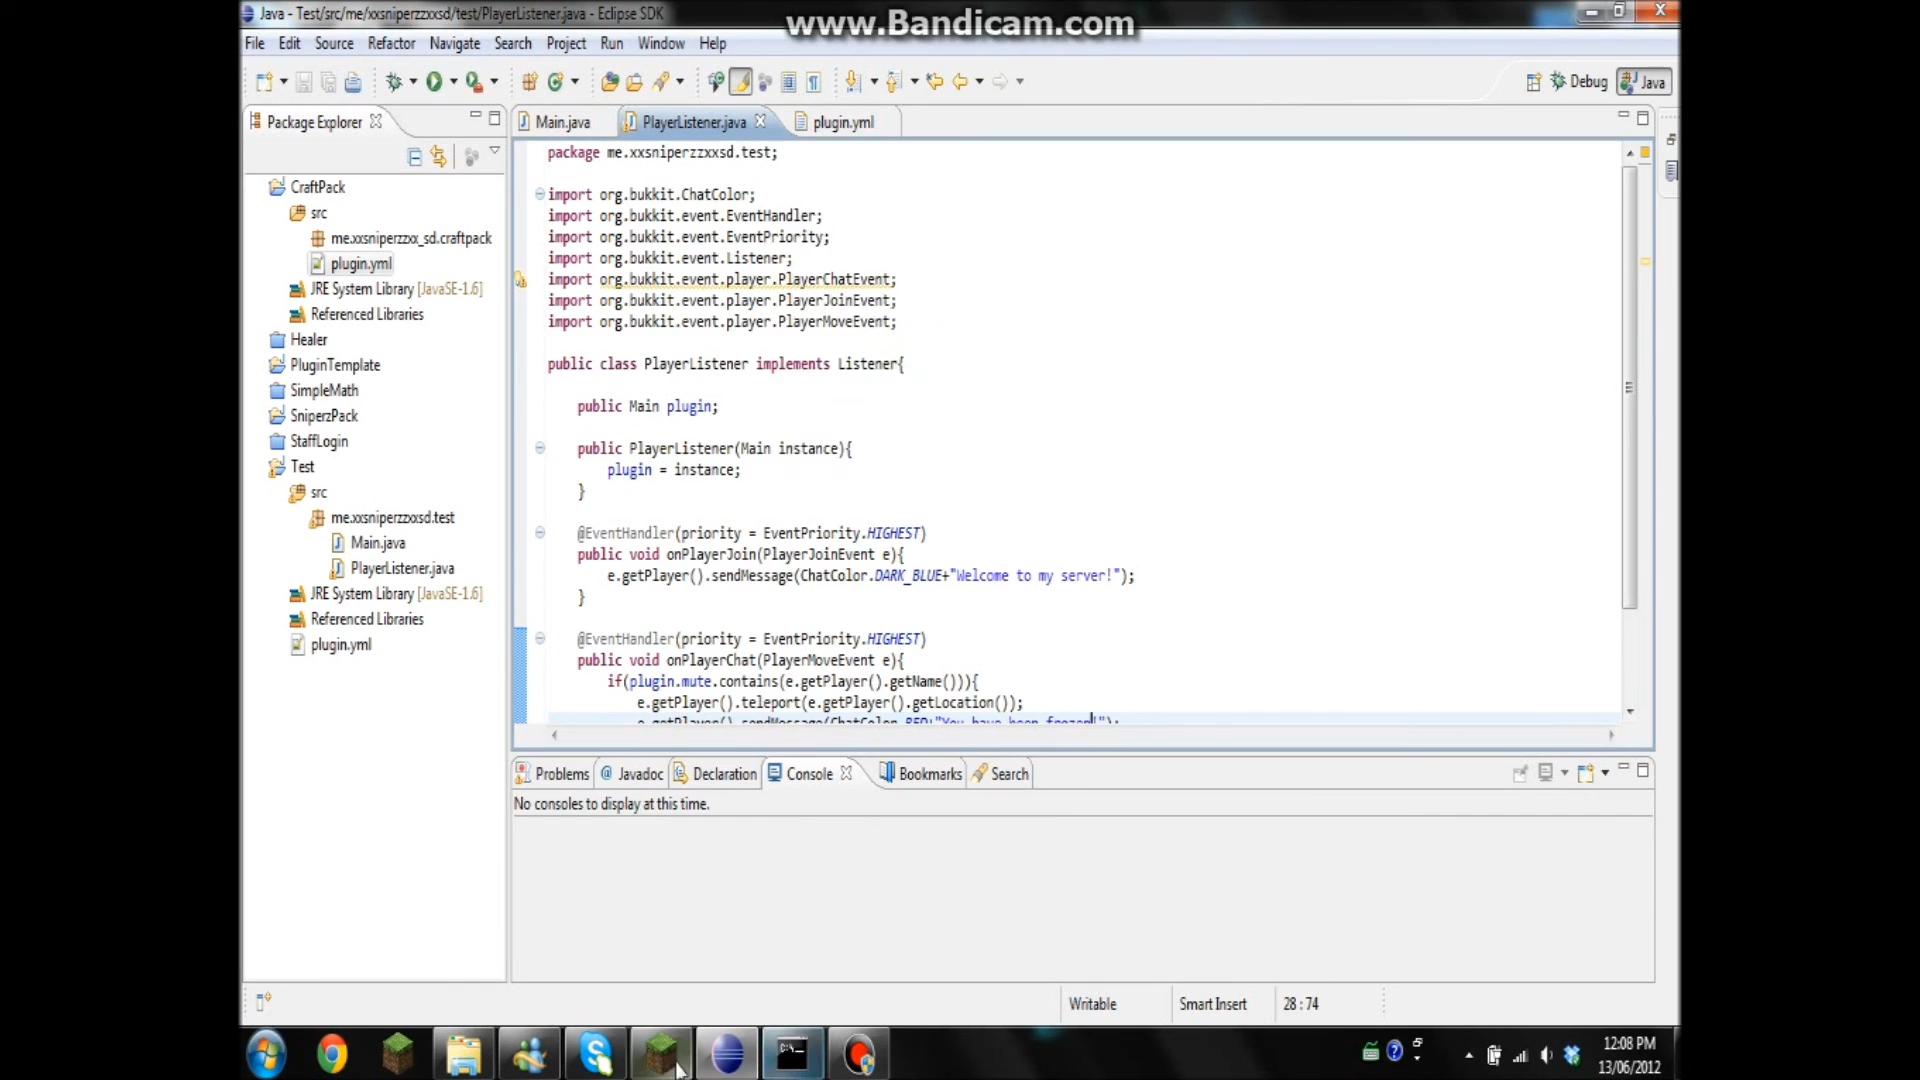 Java - Test/src/me/xxsniperzzxxsd/test/PlayerListener.java - Eclipse SDK
www.Bandicam.com
File Edit Source Refactor Navigate Search Project Run Window Help
Debug Java
Package Explorer
Main.java PlayerListener.java plugin.yml
CraftPack
src
me.xxsniperzzxx_sd.craftpack
plugin.yml
JRE System Library [JavaSE-1.6]
Referenced Libraries
Healer
PluginTemplate
SimpleMath
SniperzPack
StaffLogin
Test
src
me.xxsniperzzxxsd.test
Main.java
PlayerListener.java
JRE System Library [JavaSE-1.6]
Referenced Libraries
plugin.yml
package me.xxsniperzzxxsd.test;
import org.bukkit.ChatColor;
import org.bukkit.event.EventHandler;
import org.bukkit.event.EventPriority;
import org.bukkit.event.Listener;
import org.bukkit.event.player.PlayerChatEvent;
import org.bukkit.event.player.PlayerJoinEvent;
import org.bukkit.event.player.PlayerMoveEvent;
public class PlayerListener implements Listener{
public Main plugin;
public PlayerListener(Main instance){
plugin = instance;
}
@EventHandler(priority = EventPriority.HIGHEST)
public void onPlayerJoin(PlayerJoinEvent e){
e.getPlayer().sendMessage(ChatColor.DARK_BLUE+"Welcome to my server!");
}
@EventHandler(priority = EventPriority.HIGHEST)
public void onPlayerChat(PlayerMoveEvent e){
if(plugin.mute.contains(e.getPlayer().getName())){
e.getPlayer().teleport(e.getPlayer().getLocation());
e.getPlayer().sendMessage(ChatColor.RED+"You have been frozen!");
Problems Javadoc Declaration Console Bookmarks Search
No consoles to display at this time.
Writable Smart Insert 28 : 74
12:08 PM
13/06/2012